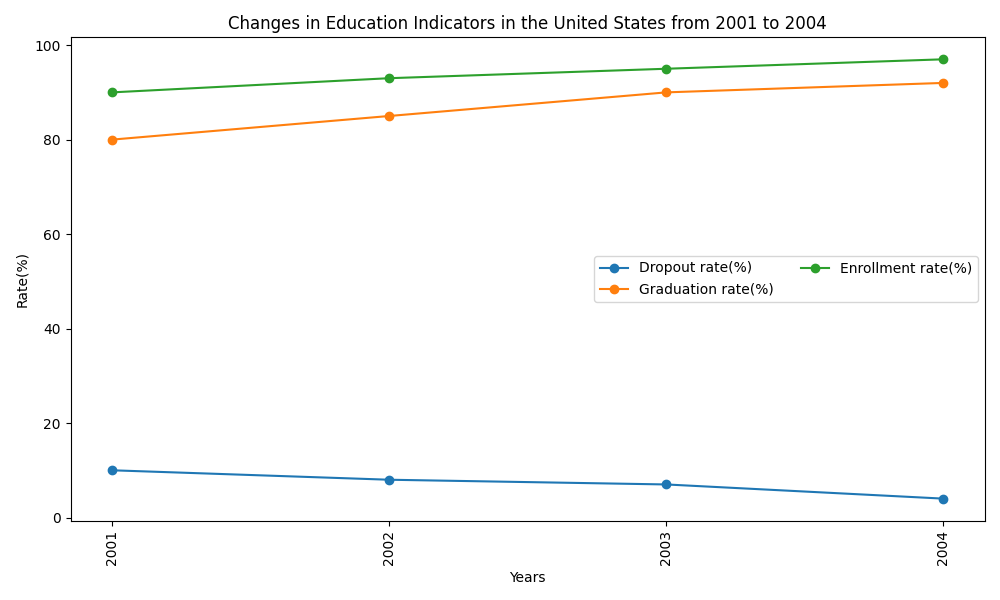 Changes in Education Indicators in the United States from 2001 to 2004
100
80
60
40
20
0
Rate(%)
Dropout rate(%)
Graduation rate(%)
Enrollment rate(%)
2001
2002
2003
2004
Years